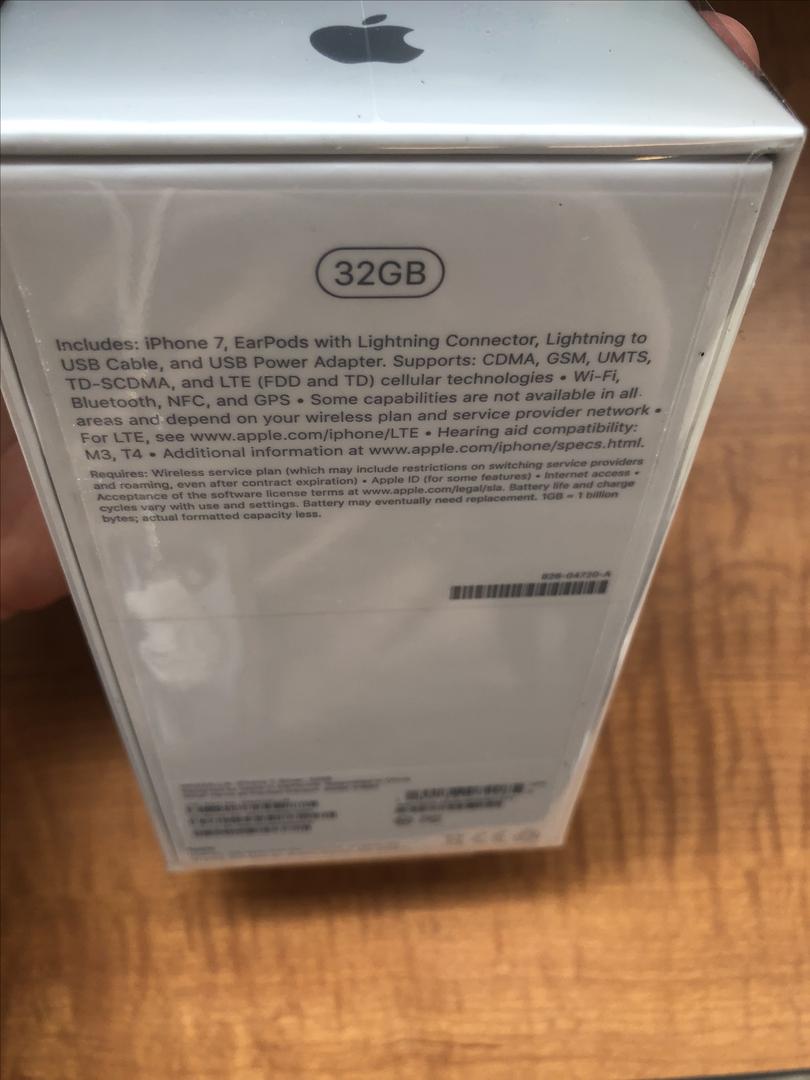 32GB
Includes: iPhone 7, EarPods with Lightning Connector, Lightning to
USB Cable, and USB Power Adapter. Supports: CDMA, GSM, UMTS,
TD-SCDMA, and LTE (FDD and TD) cellular technologies • Wi-Fi,
Bluetooth, NFC, and GPS • Some capabilities are not available in all
areas and depend on your wireless plan and service provider network •
For LTE, see www.apple.com/iphone/LTE • Hearing aid compatibility:
M3, T4 • Additional information at www.apple.com/iphone/specs.html.
Requires: Wireless service plan (which may include restrictions on switching service providers
and roaming, even after contract expiration) • Apple ID (for some features) • Internet access •
Acceptance of the software license terms at www.apple.com/legal/sla. Battery life and charge
cycles vary with use and settings. Battery may eventually need replacement. 1GB = 1 billion
bytes; actual formatted capacity less.